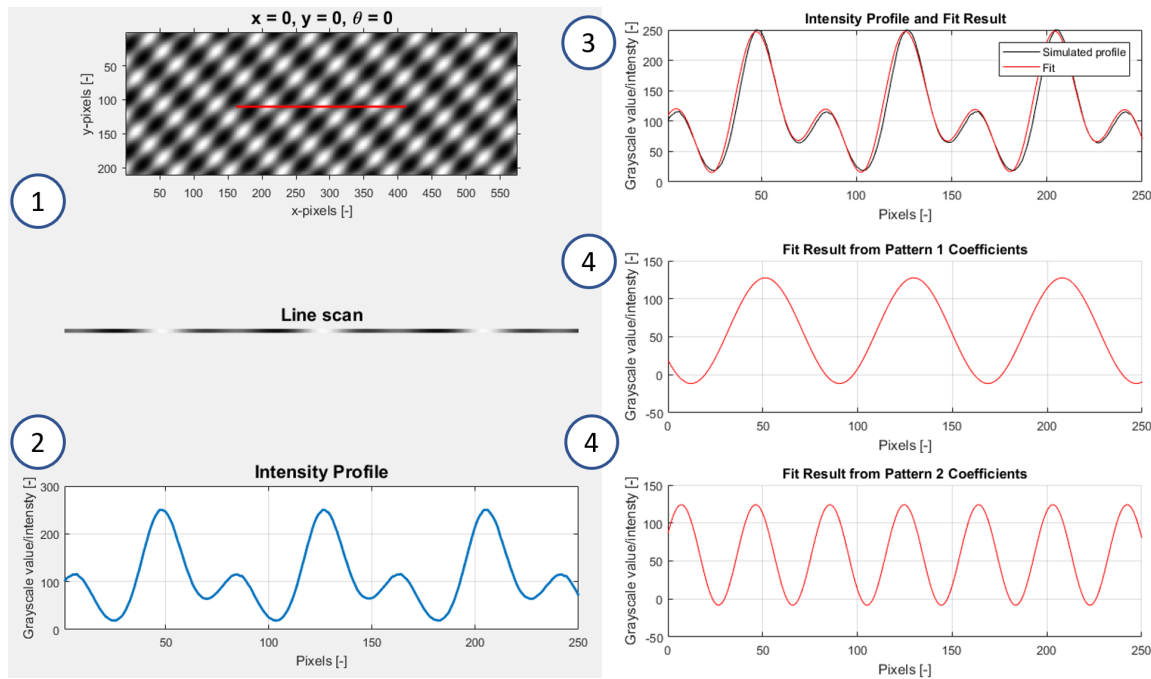 x = 0, y = 0, θ = 0
y-pixels [-]
50
100
150
200
50 100 150 200 250 300 350 400 450 500 550
x-pixels [-]
1
Line scan
2
Intensity Profile
Grayscale value/intensty [-]
300
200
100
0
50 100 150 200 250
Pixels [-]
3
Intensity Profile and Fit Result
Simulated profile
Fit
Grayscale value/intensty [-]
250
200
150
100
50
0
50 100 150 200 250
Pixels [-]
4
Fit Result from Pattern 1 Coefficients
Grayscale value/intensty [-]
150
100
50
0
-50
0 50 100 150 200 250
Pixels [-]
4
Fit Result from Pattern 2 Coefficients
Grayscale value/intensty [-]
150
100
50
0
-50
0 50 100 150 200 250
Pixels [-]